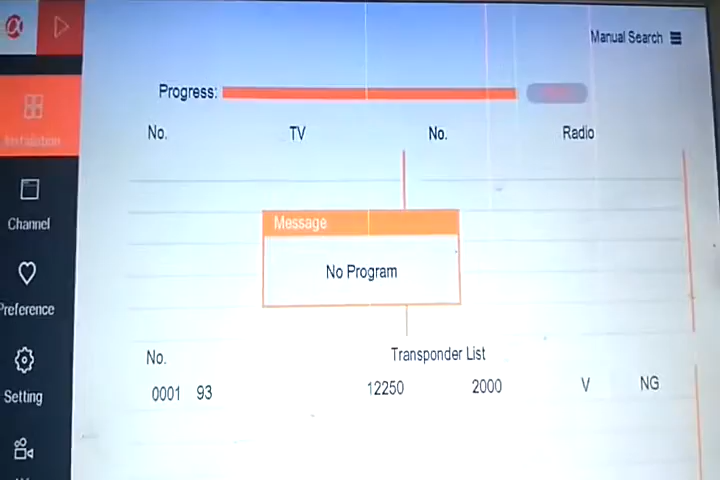 Manual Search
Progress:
No. TV No. Radio
Installation
Message
Channel
No Program
Preference
No. Transponder List
0001 93 12250 2000 V NG
Setting